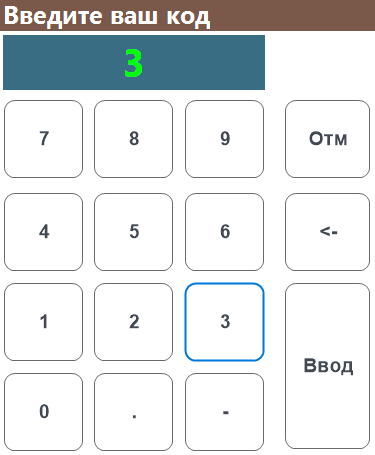 Введите ваш код
3
7 8 9 Отм
4 5 6 <-
1 2 3 Ввод
0 . -